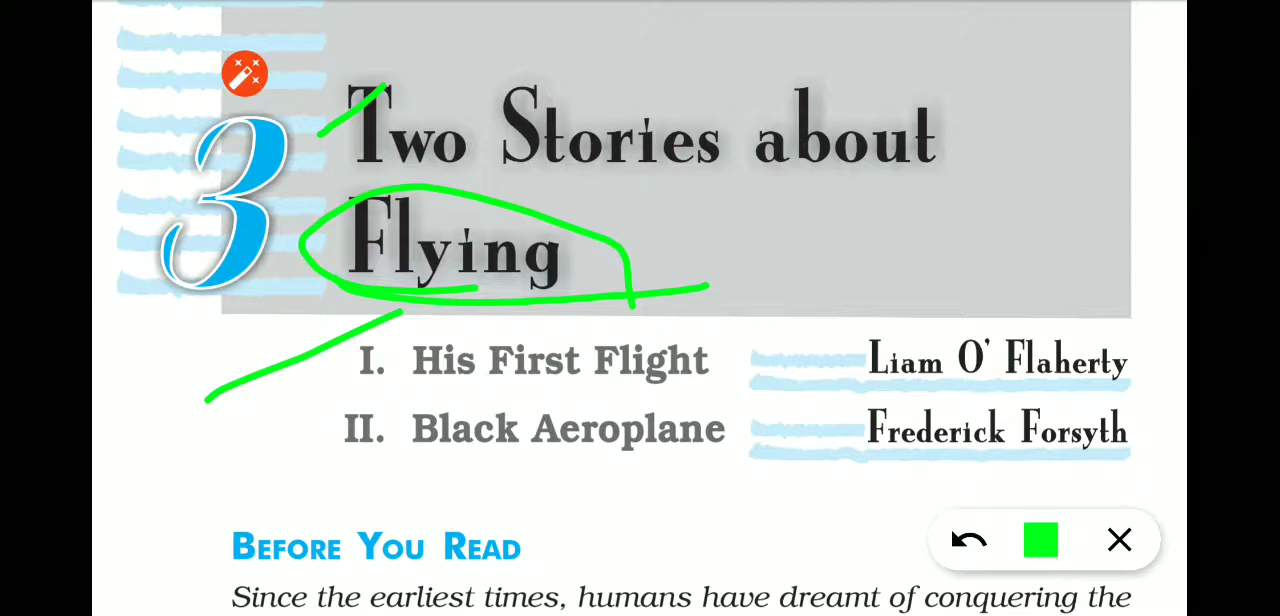 3
Two Stories about
Flying
I. His First Flight Liam O' Flaherty
II. Black Aeroplane Frederick Forsyth
BEFORE YOU READ
Since the earliest times, humans have dreamt of conquering the